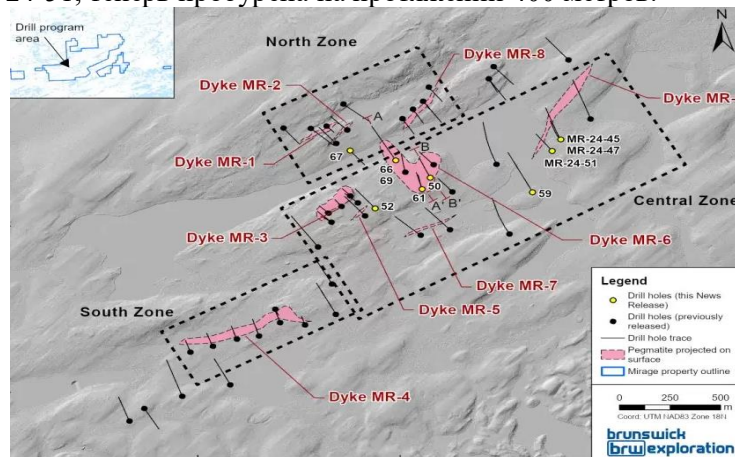 Drill program
area
N
North Zone
Dyke MR-8
Dyke MR-2
A
Dyke MR-
Dyke MR-1
B
MR-24-45
MR-24-47
MR-24-51
67
66
69
50
61
A'
B'
59
52
Central Zone
Dyke MR-3
Dyke MR-6
Dyke MR-7
Dyke MR-5
South Zone
Dyke MR-4
Legend
Drill holes (this News
Release)
Drill holes (previously
released)
Drill hole trace
Pegmatite projected on
surface
Mirage property outline
0 250 500
m
Coord: UTM NAD83 Zone 18N
brunswick
brw exploration